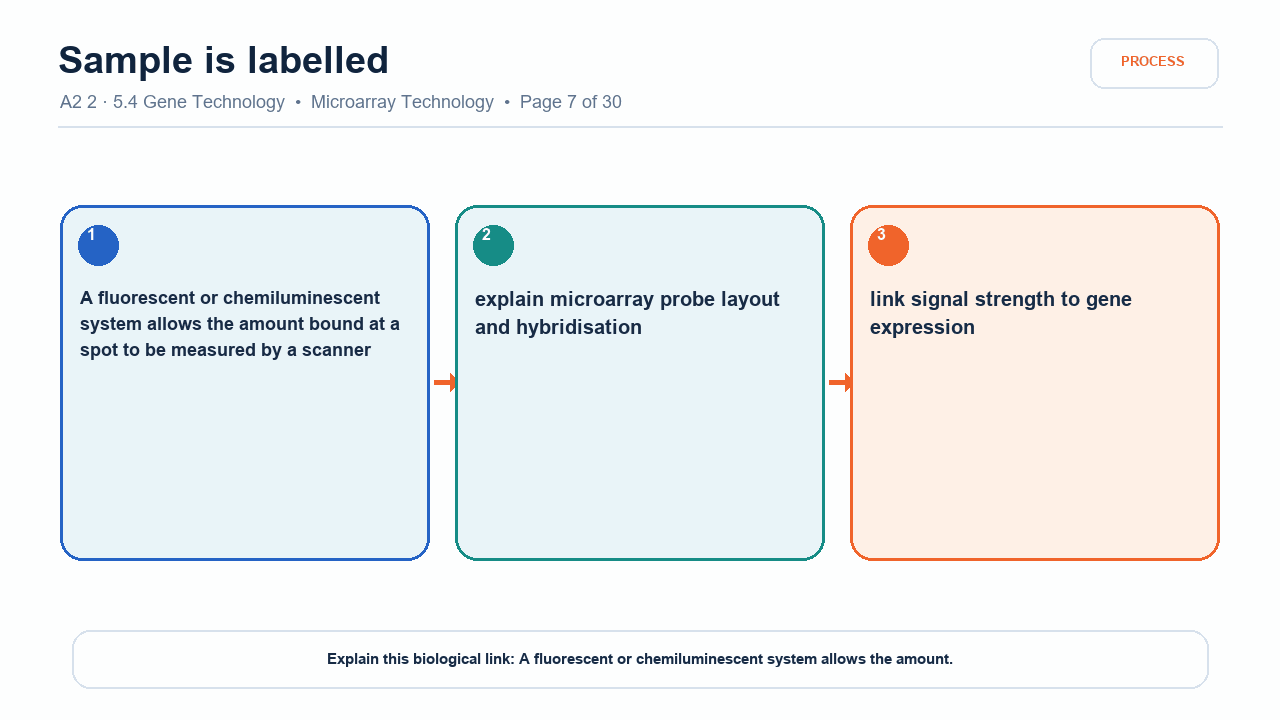 Sample is labelled
PROCESS
A2 2 · 5.4 Gene Technology • Microarray Technology • Page 7 of 30
1
A fluorescent or chemiluminescent
system allows the amount bound at a
spot to be measured by a scanner
2
explain microarray probe layout
and hybridisation
3
link signal strength to gene
expression
Explain this biological link: A fluorescent or chemiluminescent system allows the amount.